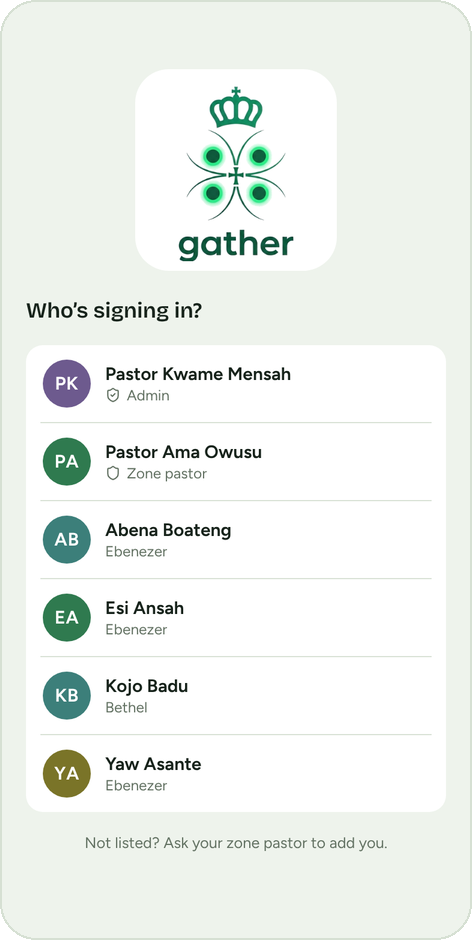 gather
Who's signing in?
PK
Pastor Kwame Mensah
Admin
PA
Pastor Ama Owusu
Zone pastor
AB
Abena Boateng
Ebenezer
EA
Esi Ansah
Ebenezer
KB
Kojo Badu
Bethel
YA
Yaw Asante
Ebenezer
Not listed? Ask your zone pastor to add you.